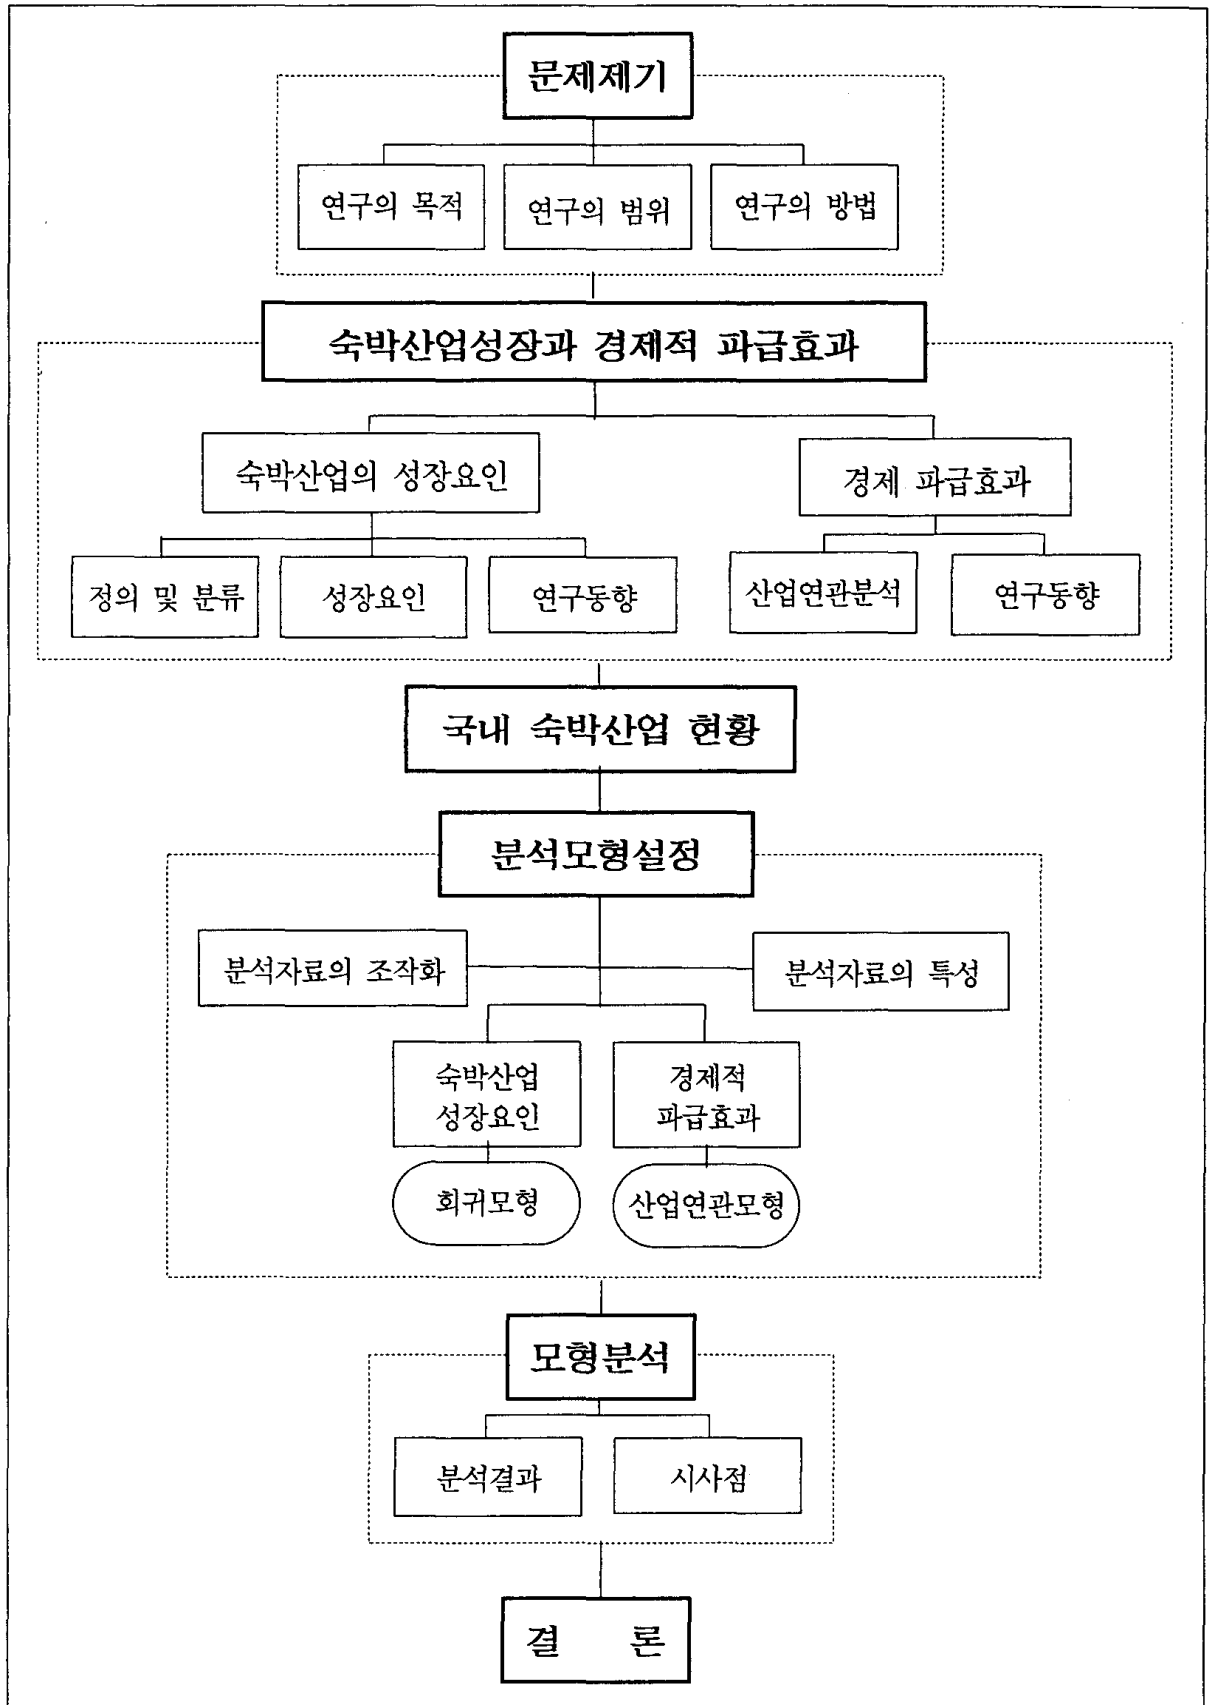 문제제기
연구의 목적
연구의 범위
연구의 방법
숙박산업성장과 경제적 파급효과
숙박산업의 성장요인
경제 파급효과
정의 및 분류
성장요인
연구동향
산업연관분석
연구동향
국내 숙박산업 현황
분석모형설정
분석자료의 조작화
분석자료의 특성
숙박산업
성장요인
경제적
파급효과
회귀모형
산업연관모형
모형분석
분석결과
시사점
결 론